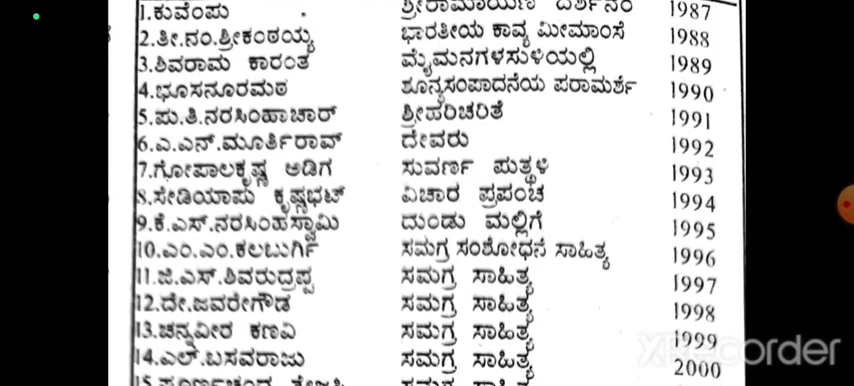 1.ಕುವೆಂಪು ಶ್ರೀರಾಮಾಯಣ ದರ್ಶನಂ 1987
2.ತೀ.ನಂ.ಶ್ರೀಕಂಠಯ್ಯ ಭಾರತೀಯ ಕಾವ್ಯ ಮೀಮಾಂಸೆ 1988
3.ಶಿವರಾಮ ಕಾರಂತ ಮೈಮನಗಳಸುಳಿಯಲ್ಲಿ 1989
4.ಭೂಸನೂರಮಠ ಶೂನ್ಯಸಂಪಾದನೆಯ ಪರಾಮರ್ಶೆ 1990
5.ಪು.ತಿ.ನರಸಿಂಹಾಚಾರ್ ಶ್ರೀಹರಿಚರಿತೆ 1991
6.ಎ.ಎನ್.ಮೂರ್ತಿರಾವ್ ದೇವರು 1992
7.ಗೋಪಾಲಕೃಷ್ಣ ಅಡಿಗ ಸುವರ್ಣ ಪುತ್ಥಳಿ 1993
8.ಸೇಡಿಯಾಪು ಕೃಷ್ಣಭಟ್ ವಿಚಾರ ಪ್ರಪಂಚ 1994
9.ಕೆ.ಎಸ್.ನರಸಿಂಹಸ್ವಾಮಿ ದುಂಡು ಮಲ್ಲಿಗೆ 1995
10.ಎಂ.ಎಂ.ಕಲಬುರ್ಗಿ ಸಮಗ್ರ ಸಂಶೋಧನೆ ಸಾಹಿತ್ಯ 1996
11.ಜಿ.ಎಸ್.ಶಿವರುದ್ರಪ್ಪ ಸಮಗ್ರ ಸಾಹಿತ್ಯ 1997
12.ದೇ.ಜವರೇಗೌಡ ಸಮಗ್ರ ಸಾಹಿತ್ಯ 1998
13.ಚನ್ನವೀರ ಕಣವಿ ಸಮಗ್ರ ಸಾಹಿತ್ಯ 1999
14.ಎಲ್.ಬಸವರಾಜು ಸಮಗ್ರ ಸಾಹಿತ್ಯ 2000
XRecorder